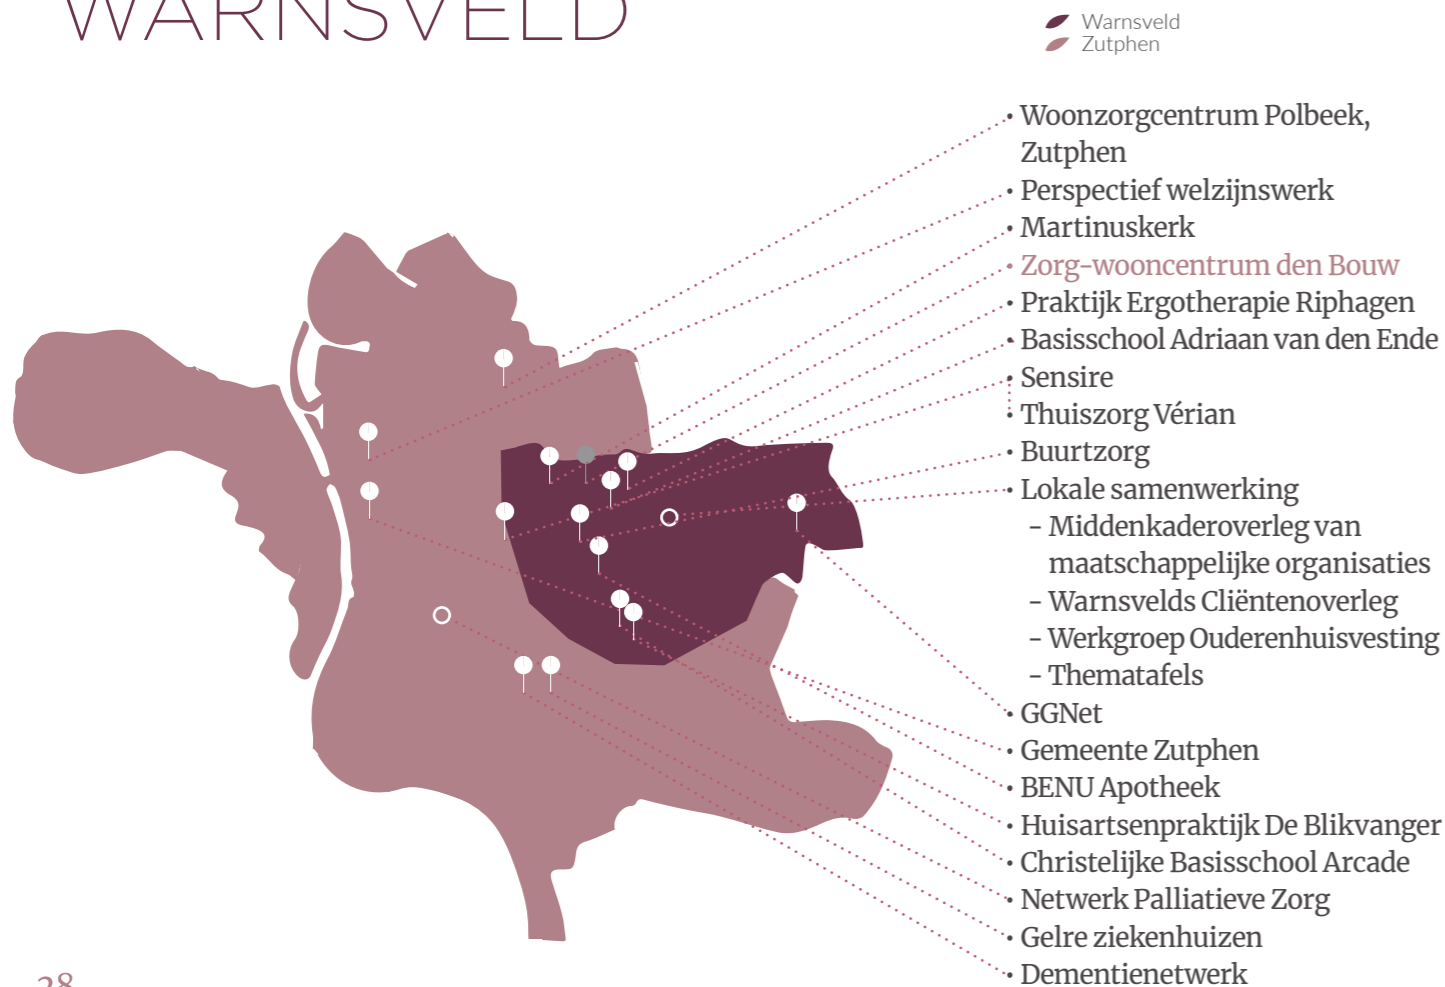 WARNSVELD
Warnsveld
Zutphen
• Woonzorgcentrum Polbeek,
Zutphen
• Perspectief welzijnswerk
• Martinuskerk
• Zorg-wooncentrum den Bouw
• Praktijk Ergotherapie Riphagen
• Basisschool Adriaan van den Ende
• Sensire
• Thuiszorg Vérian
• Buurtzorg
• Lokale samenwerking
- Middenkaderoverleg van
maatschappelijke organisaties
- Warnsvelds Cliëntenoverleg
- Werkgroep Ouderenhuisvesting
- Thematafels
• GGNet
• Gemeente Zutphen
• BENU Apotheek
• Huisartsenpraktijk De Blikvanger
• Christelijke Basisschool Arcade
• Netwerk Palliatieve Zorg
• Gelre ziekenhuizen
• Dementienetwerk
28